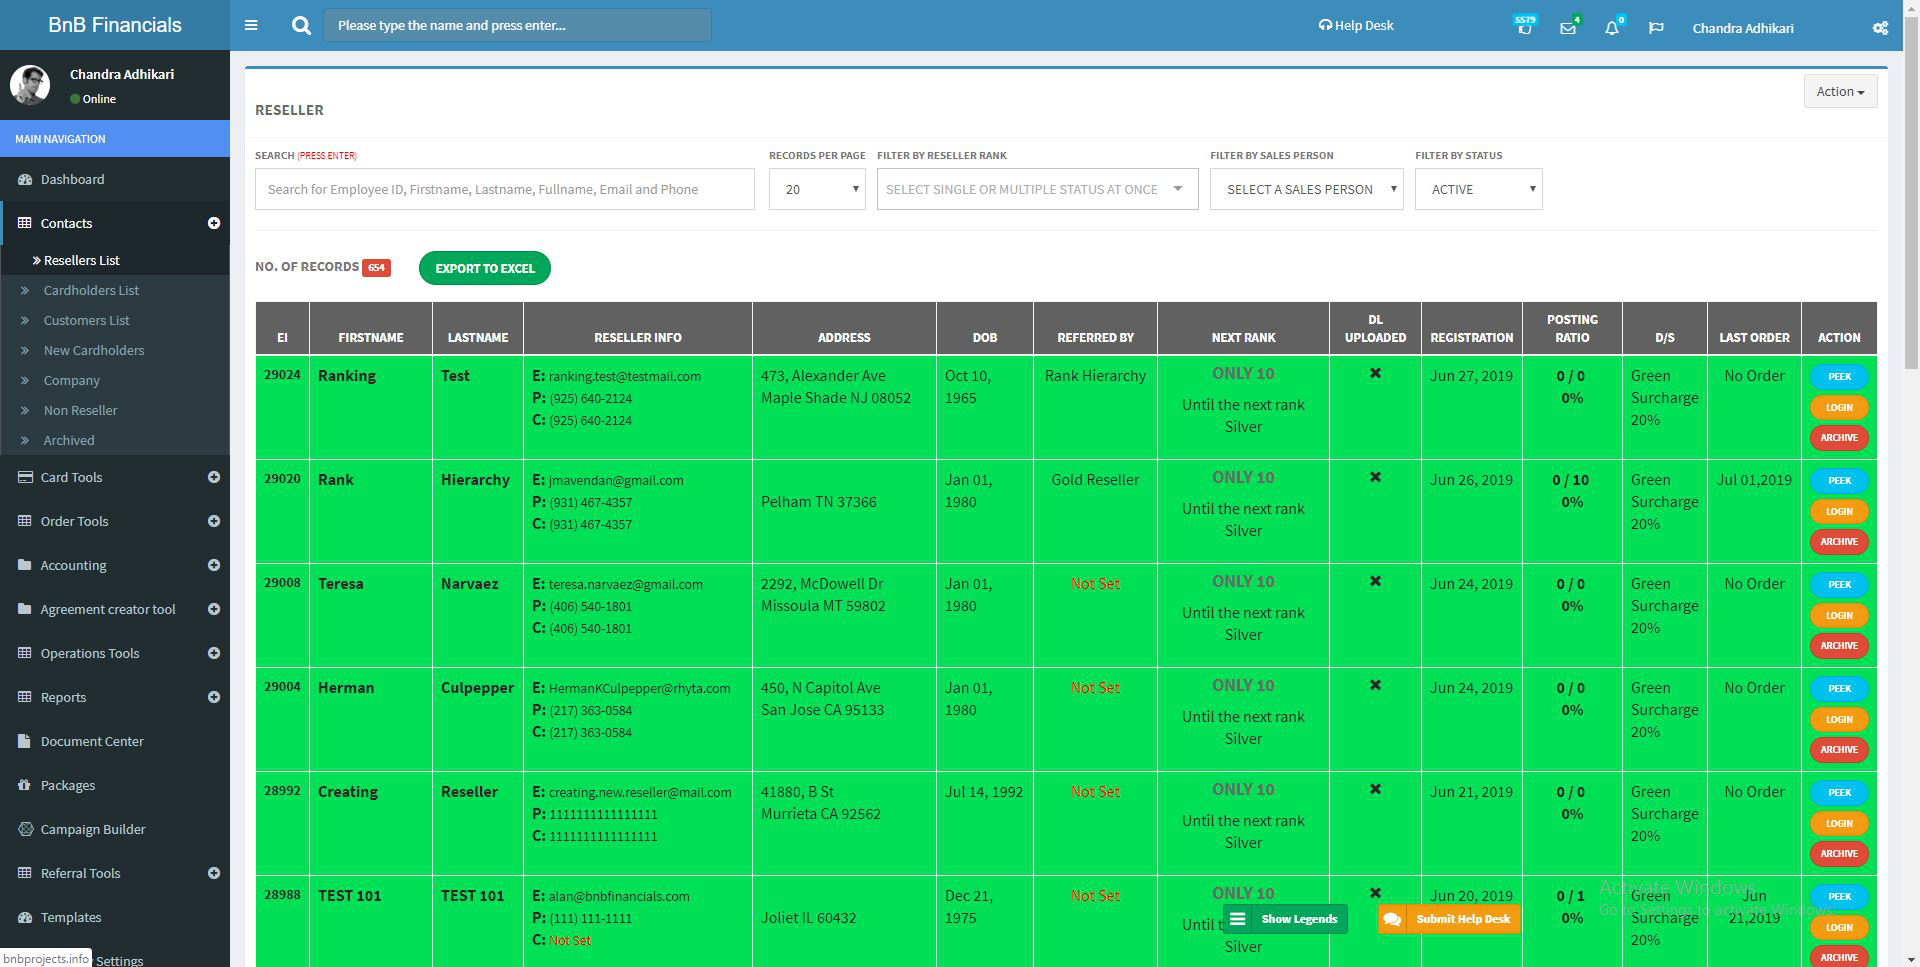 BnB Financials
Please type the name and press enter...
Help Desk
5579
4
0
Chandra Adhikari
Chandra Adhikari
Online
MAIN NAVIGATION
Dashboard
Contacts
Resellers List
Cardholders List
Customers List
New Cardholders
Company
Non Reseller
Archived
Card Tools
Order Tools
Accounting
Agreement creator tool
Operations Tools
Reports
Document Center
Packages
Campaign Builder
Referral Tools
Templates
Settings
bnbprojects.info
Action
RESELLER
SEARCH (PRESS ENTER)
Search for Employee ID, Firstname, Lastname, Fullname, Email and Phone
RECORDS PER PAGE
20
FILTER BY RESELLER RANK
SELECT SINGLE OR MULTIPLE STATUS AT ONCE
FILTER BY SALES PERSON
SELECT A SALES PERSON
FILTER BY STATUS
ACTIVE
NO. OF RECORDS 654
EXPORT TO EXCEL
EI FIRSTNAME LASTNAME RESELLER INFO ADDRESS DOB REFERRED BY NEXT RANK DL UPLOADED REGISTRATION POSTING RATIO D/S LAST ORDER ACTION
29024 Ranking Test E: ranking.test@testmail.com 473, Alexander Ave Oct 10, Rank Hierarchy ONLY 10 Jun 27, 2019 0 / 0 Green No Order PEEK
P: (925) 640-2124 Maple Shade NJ 08052 1965 Until the next rank 0% Surcharge LOGIN
C: (925) 640-2124 Silver 20% ARCHIVE
29020 Rank Hierarchy E: jmavendan@gmail.com Jan 01, Gold Reseller ONLY 10 Jun 26, 2019 0 / 10 Green Jul 01,2019 PEEK
P: (931) 467-4357 Pelham TN 37366 1980 Until the next rank 0% Surcharge LOGIN
C: (931) 467-4357 Silver 20% ARCHIVE
29008 Teresa Narvaez E: teresa.narvaez@gmail.com 2292, McDowell Dr Jan 01, Not Set ONLY 10 Jun 24, 2019 0 / 0 Green No Order PEEK
P: (406) 540-1801 Missoula MT 59802 1980 Until the next rank 0% Surcharge LOGIN
C: (406) 540-1801 Silver 20% ARCHIVE
29004 Herman Culpepper E: HermanKCulpepper@rhyta.com 450, N Capitol Ave Jan 01, Not Set ONLY 10 Jun 24, 2019 0 / 0 Green No Order PEEK
P: (217) 363-0584 San Jose CA 95133 1980 Until the next rank 0% Surcharge LOGIN
C: (217) 363-0584 Silver 20% ARCHIVE
28992 Creating Reseller E: creating.new.reseller@mail.com 41880, B St Jul 14, 1992 Not Set ONLY 10 Jun 21, 2019 0 / 0 Green No Order PEEK
P: 1111111111111111 Murrieta CA 92562 Until the next rank 0% Surcharge LOGIN
C: 1111111111111111 Silver 20% ARCHIVE
28988 TEST 101 TEST 101 E: alan@bnbfinancials.com Dec 21, Not Set ONLY 10 Jun 20, 2019 0 / 1 Green Jun PEEK
P: (111) 111-1111 Joliet IL 60432 1975 Until 0% Surcharge 21,2019 LOGIN
C: Not Set Silver 20% ARCHIVE
Show Legends
Submit Help Desk
Activate Windows
Go to Settings to activate Windows.